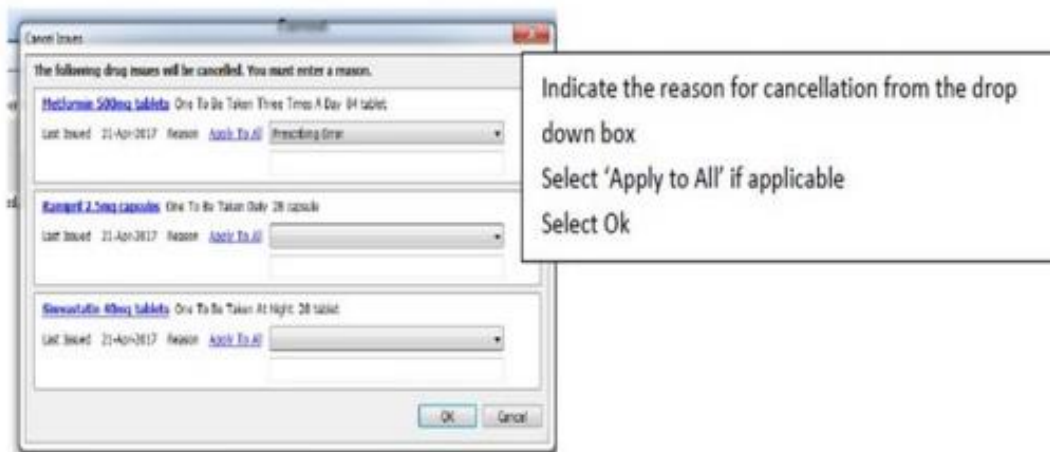 Cancel Issues
The following drug issues will be cancelled. You must enter a reason.
Metformin 500mg tablets One To Be Taken Three Times A Day 84 tablet
Last Issued 21-Apr-2017 Reason Apply To All Prescribing Error
Ramipril 2.5mg capsules One To Be Taken Daily 28 capsule
Last Issued 21-Apr-2017 Reason Apply To All
Simvastatin 40mg tablets One To Be Taken At Night 28 tablet
Last Issued 21-Apr-2017 Reason Apply To All
OK Cancel
Indicate the reason for cancellation from the drop
down box
Select ‘Apply to All’ if applicable
Select Ok